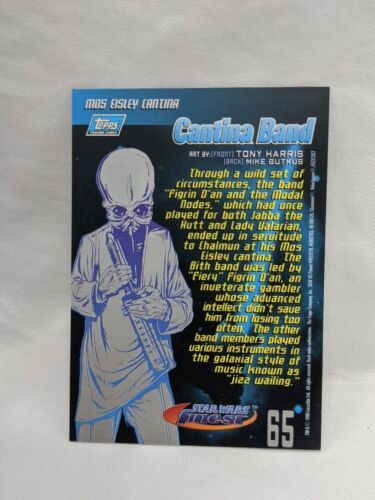 MOS EISLEY CANTINA
Topps
Cantina Band
ART BY: (FRONT) TONY HARRIS
(BACK) MIKE BUTKUS
Through a wild set of
circumstances, the band
"Figrin D'an and the Modal
Nodes," which had once
played for both Jabba the
Hutt and Lady Valarian,
ended up in secuitude
to Chalmun at his Mos
Eisley cantina. The
Bith band was led by
"Fiery" Figrin D'an, an
inveterate gambler
whose advanced
intellect didn't save
him from losing too
often. The other
band members played
various instruments in
the galaxial style of
music known as
"jizz wailing."
STAR WARS
finest
TM
65